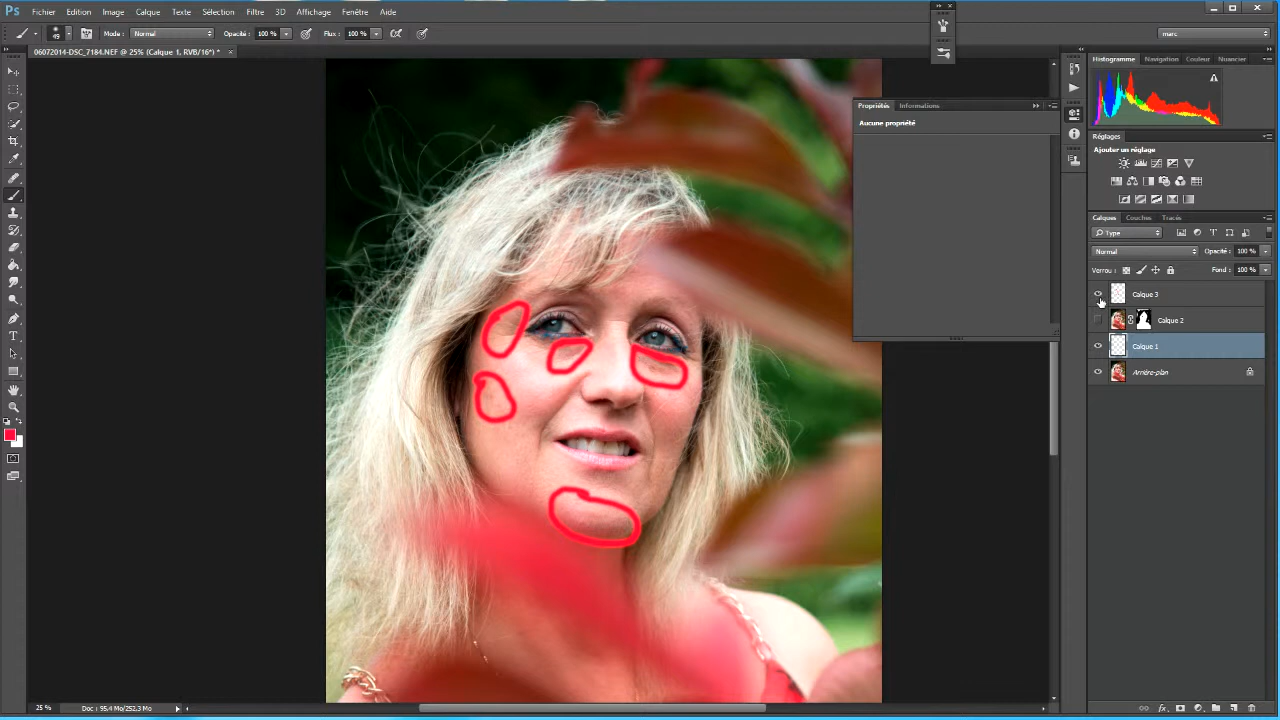 Ps Fichier Edition Image Calque Texte Sélection Filtre 3D Affichage Fenêtre Aide
49 Mode : Normal Opacité : 100 % Flux : 100 % marc
06072014-DSC_7184.NEF @ 25% (Calque 1, RVB/16*) * ×
Histogramme Navigation Couleur Nuancier
Propriétés Informations
Aucune propriété
Réglages
Ajouter un réglage
Calques Couches Tracés
Type
Normal Opacité : 100 %
Verrou : Fond : 100 %
Calque 3
Calque 2
Calque 1
Arrière-plan
25 % Doc : 95.4 Mo/252.3 Mo